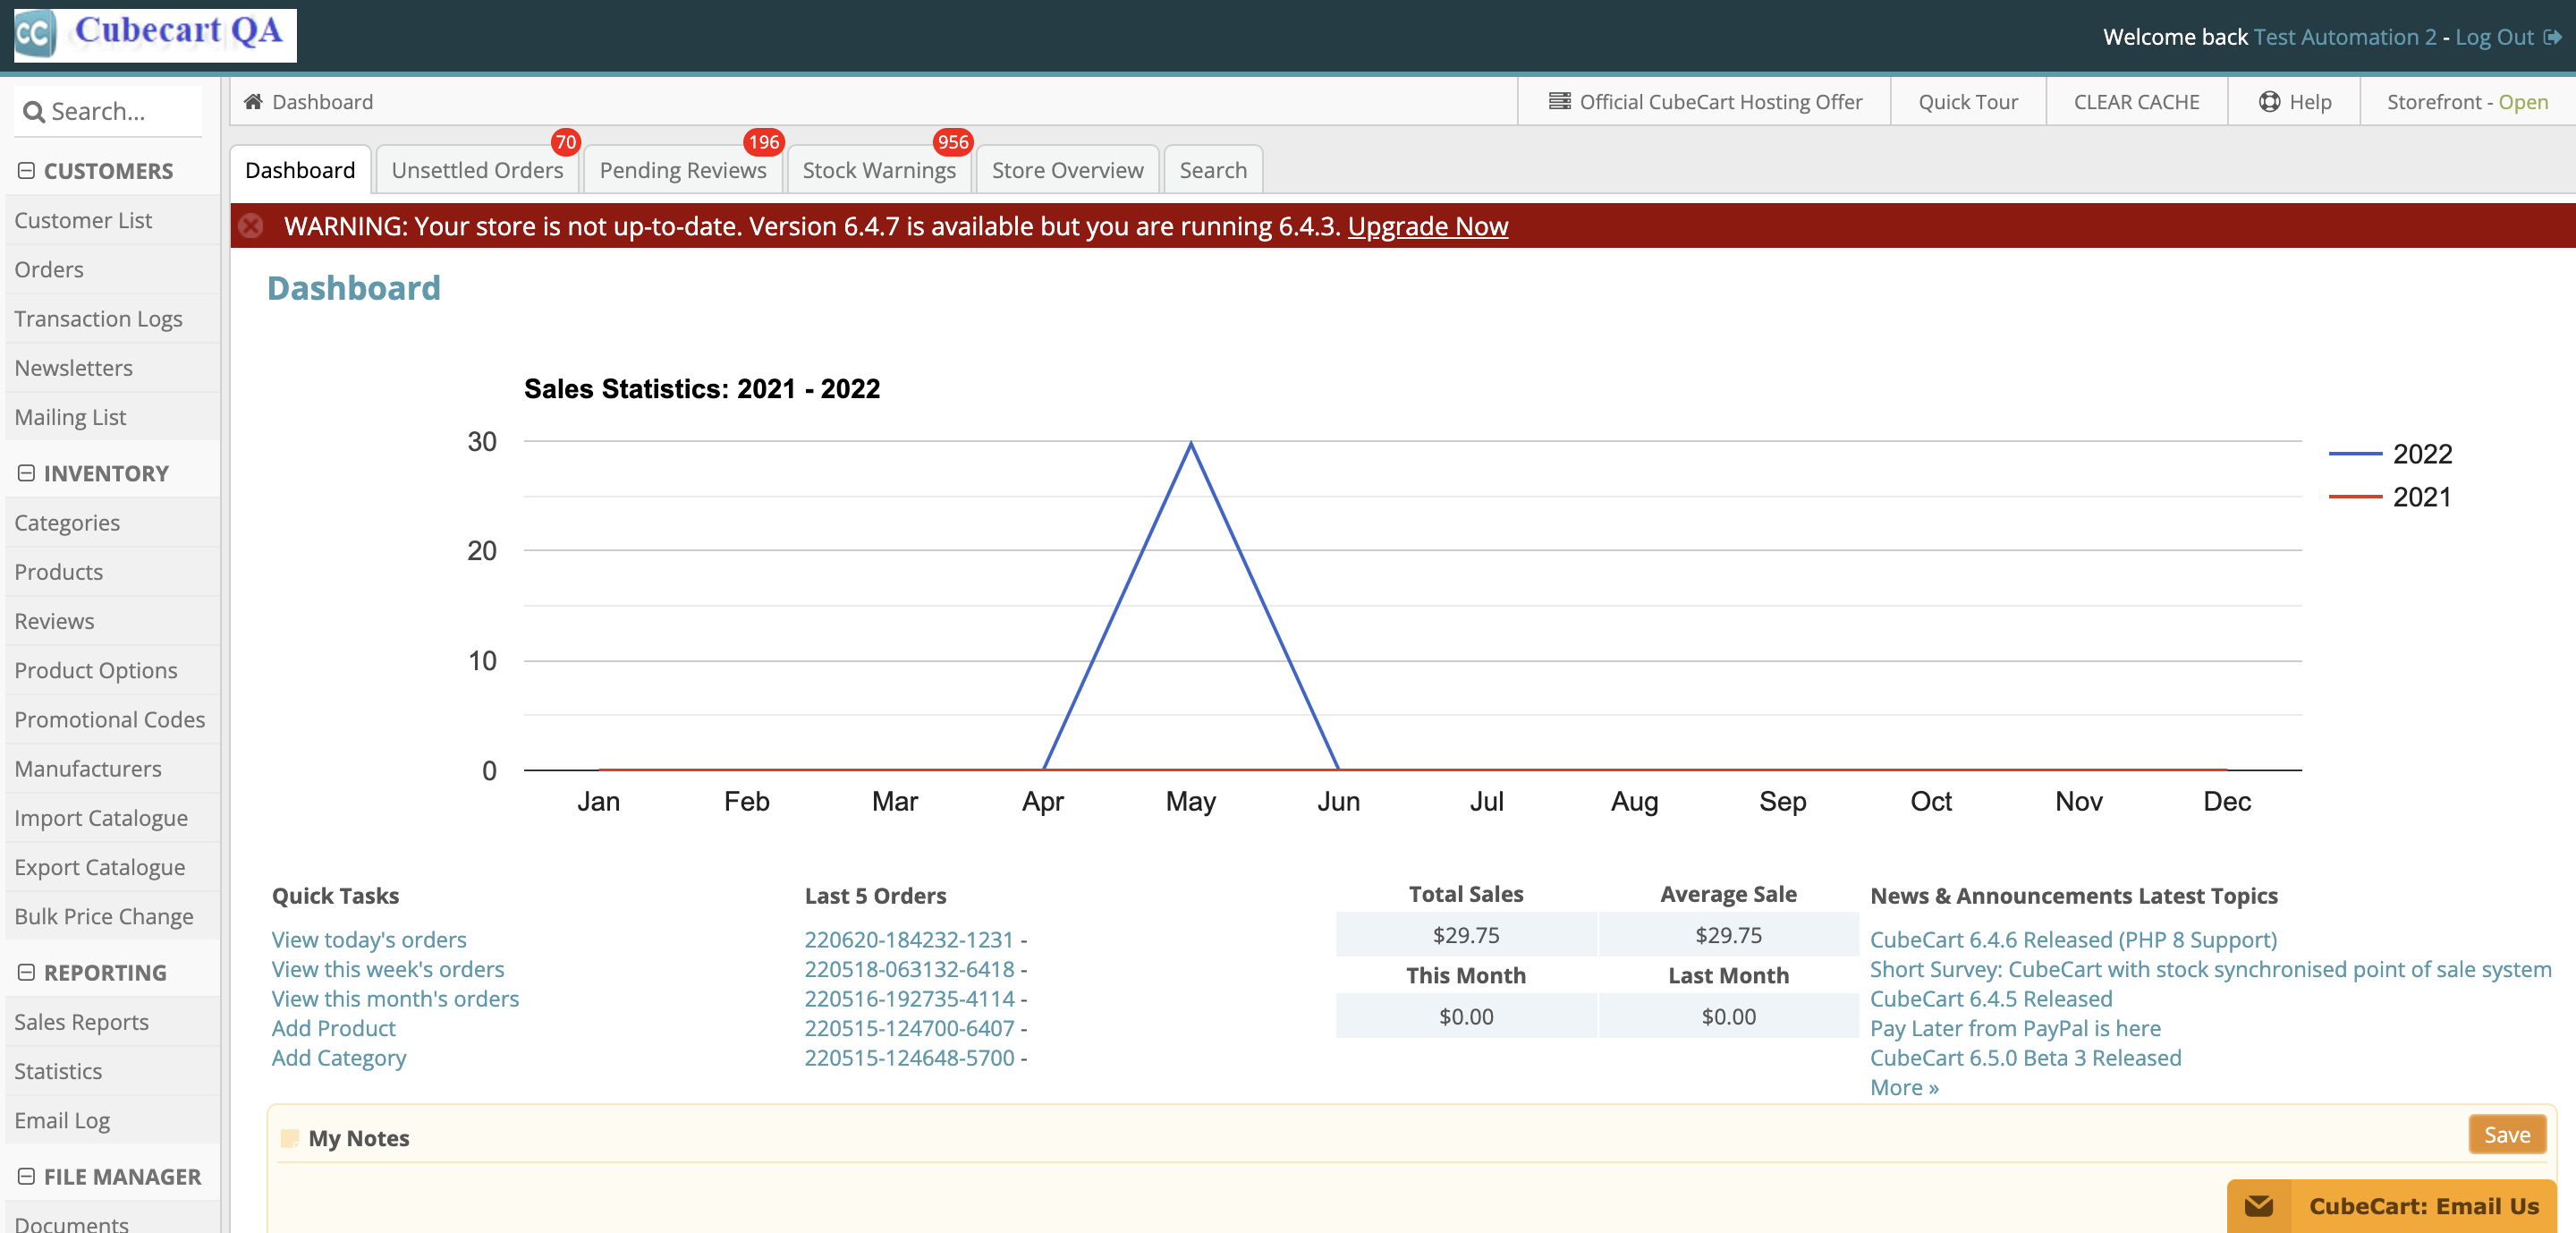 cc Cubecart QA
Welcome back Test Automation 2 - Log Out
Search...
Dashboard
Official CubeCart Hosting Offer
Quick Tour
CLEAR CACHE
Help
Storefront - Open
CUSTOMERS
Customer List
Orders
Transaction Logs
Newsletters
Mailing List
INVENTORY
Categories
Products
Reviews
Product Options
Promotional Codes
Manufacturers
Import Catalogue
Export Catalogue
Bulk Price Change
REPORTING
Sales Reports
Statistics
Email Log
FILE MANAGER
Documents
Dashboard
Unsettled Orders 70
Pending Reviews 196
Stock Warnings 956
Store Overview
Search
WARNING: Your store is not up-to-date. Version 6.4.7 is available but you are running 6.4.3. Upgrade Now
Dashboard
Sales Statistics: 2021 - 2022
30
20
10
0
Jan Feb Mar Apr May Jun Jul Aug Sep Oct Nov Dec
2022
2021
Quick Tasks
View today's orders
View this week's orders
View this month's orders
Add Product
Add Category
Last 5 Orders
220620-184232-1231 -
220518-063132-6418 -
220516-192735-4114 -
220515-124700-6407 -
220515-124648-5700 -
Total Sales Average Sale
$29.75 $29.75
This Month Last Month
$0.00 $0.00
News & Announcements Latest Topics
CubeCart 6.4.6 Released (PHP 8 Support)
Short Survey: CubeCart with stock synchronised point of sale system
CubeCart 6.4.5 Released
Pay Later from PayPal is here
CubeCart 6.5.0 Beta 3 Released
More »
My Notes
Save
CubeCart: Email Us